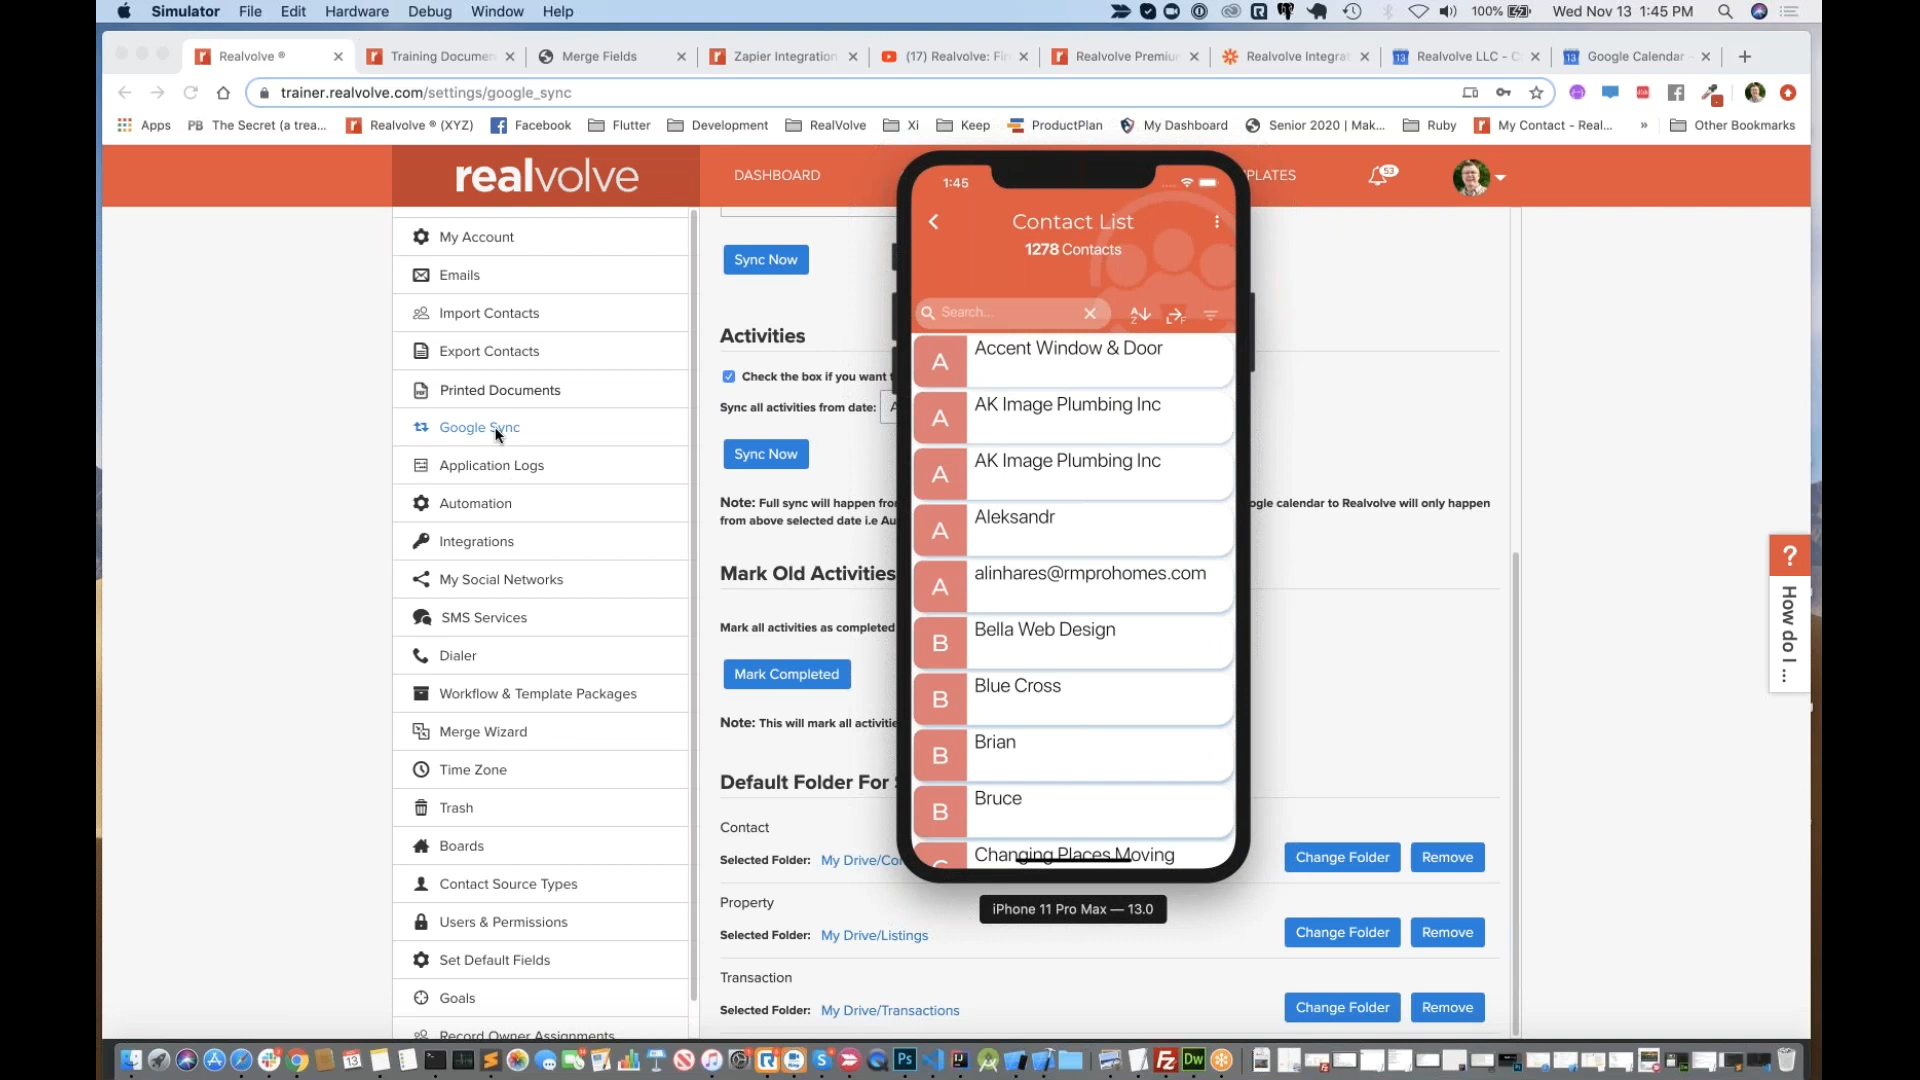 Simulator File Edit Hardware Debug Window Help 100% Wed Nov 13 1:45 PM
Realvolve ® Training Documen Merge Fields Zapier Integration (17) Realvolve: Fir Realvolve Premiur Realvolve Integrat Realvolve LLC - C Google Calendar -
trainer.realvolve.com/settings/google_sync
Apps PB The Secret (a trea... Realvolve ® (XYZ) Facebook Flutter Development RealVolve Xi Keep ProductPlan My Dashboard Senior 2020 | Mak... Ruby My Contact - Real... » Other Bookmarks
realvolve DASHBOARD PLATES 53
My Account
Emails
Import Contacts
Export Contacts
Printed Documents
Google Sync
Application Logs
Automation
Integrations
My Social Networks
SMS Services
Dialer
Workflow & Template Packages
Merge Wizard
Time Zone
Trash
Boards
Contact Source Types
Users & Permissions
Set Default Fields
Goals
Record Owner Assignments
Sync Now
Activities
Check the box if you want
Sync all activities from date: A
Sync Now
Note: Full sync will happen fro ogle calendar to Realvolve will only happen
from above selected date i.e Au
Mark Old Activities
Mark all activities as completed
Mark Completed
Note: This will mark all activitie
Default Folder For
Contact
Selected Folder: My Drive/Con Change Folder Remove
Property
Selected Folder: My Drive/Listings Change Folder Remove
Transaction
Selected Folder: My Drive/Transactions Change Folder Remove
1:45
Contact List
1278 Contacts
Search...
A Accent Window & Door
A AK Image Plumbing Inc
A AK Image Plumbing Inc
A Aleksandr
A alinhares@rmprohomes.com
B Bella Web Design
B Blue Cross
B Brian
B Bruce
C Changing Places Moving
iPhone 11 Pro Max — 13.0
? How do I ...